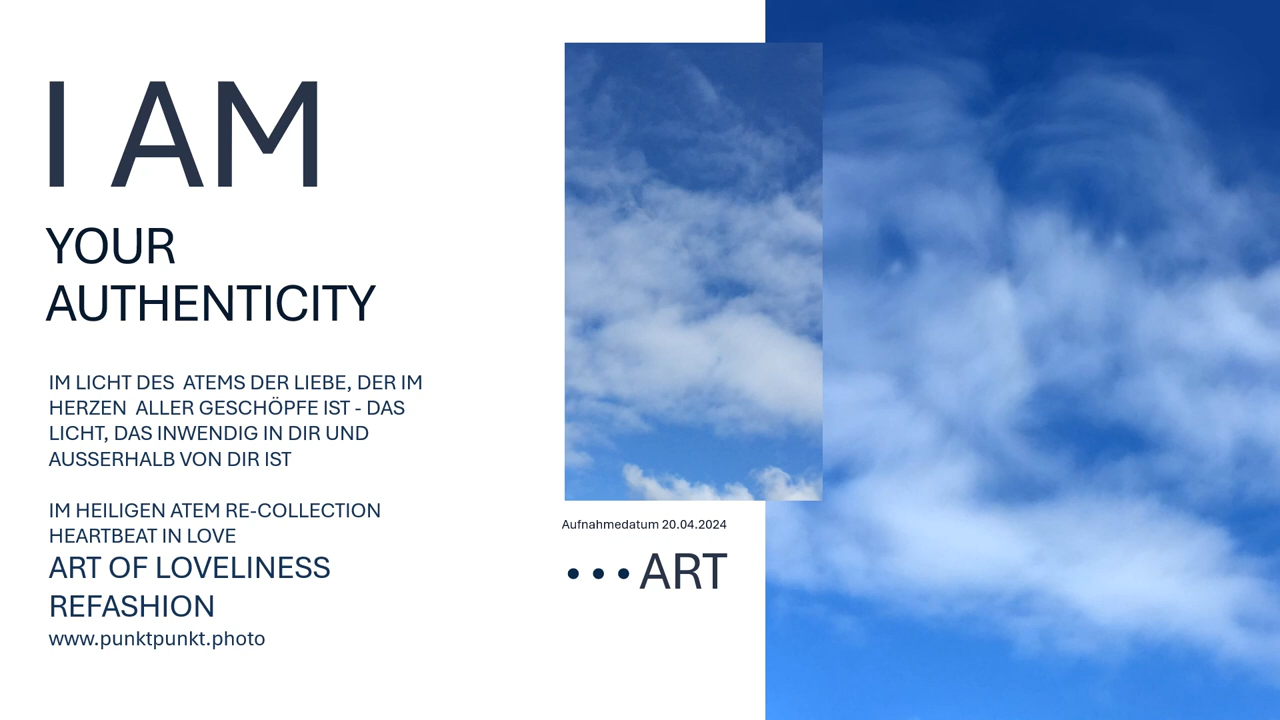 I AM
YOUR
AUTHENTICITY
IM LICHT DES ATEMS DER LIEBE, DER IM
HERZEN ALLER GESCHÖPFE IST - DAS
LICHT, DAS INWENDIG IN DIR UND
AUSSERHALB VON DIR IST
IM HEILIGEN ATEM RE-COLLECTION
HEARTBEAT IN LOVE
ART OF LOVELINESS
REFASHION
www.punktpunkt.photo
Aufnahmedatum 20.04.2024
•••ART